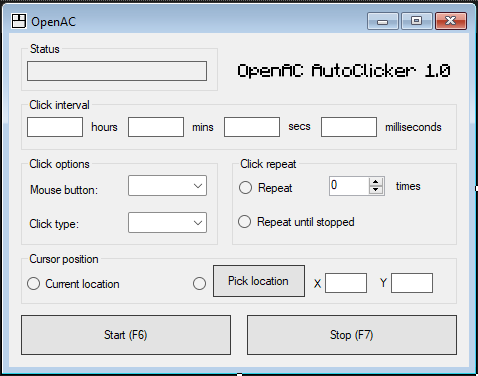 OpenAC
Status
OpenAC AutoClicker 1.0
Click interval
hours mins secs milliseconds
Click options
Mouse button:
Click type:
Click repeat
Repeat 0 times
Repeat until stopped
Cursor position
Current location Pick location X Y
Start (F6) Stop (F7)